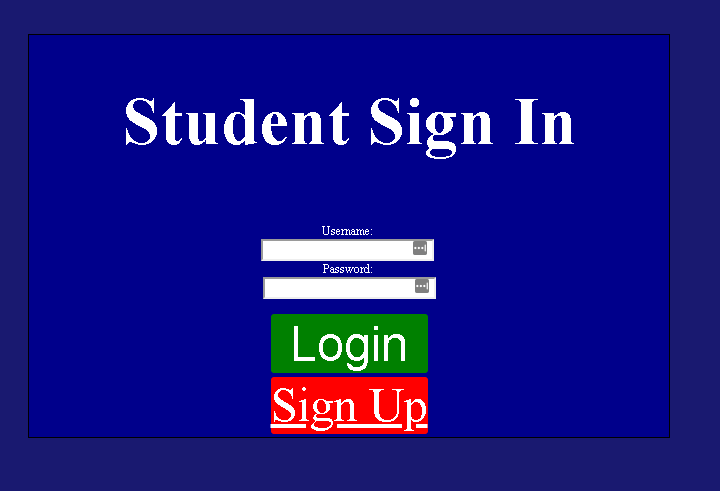 Student Sign In
Username:
Password:
Login
Sign Up